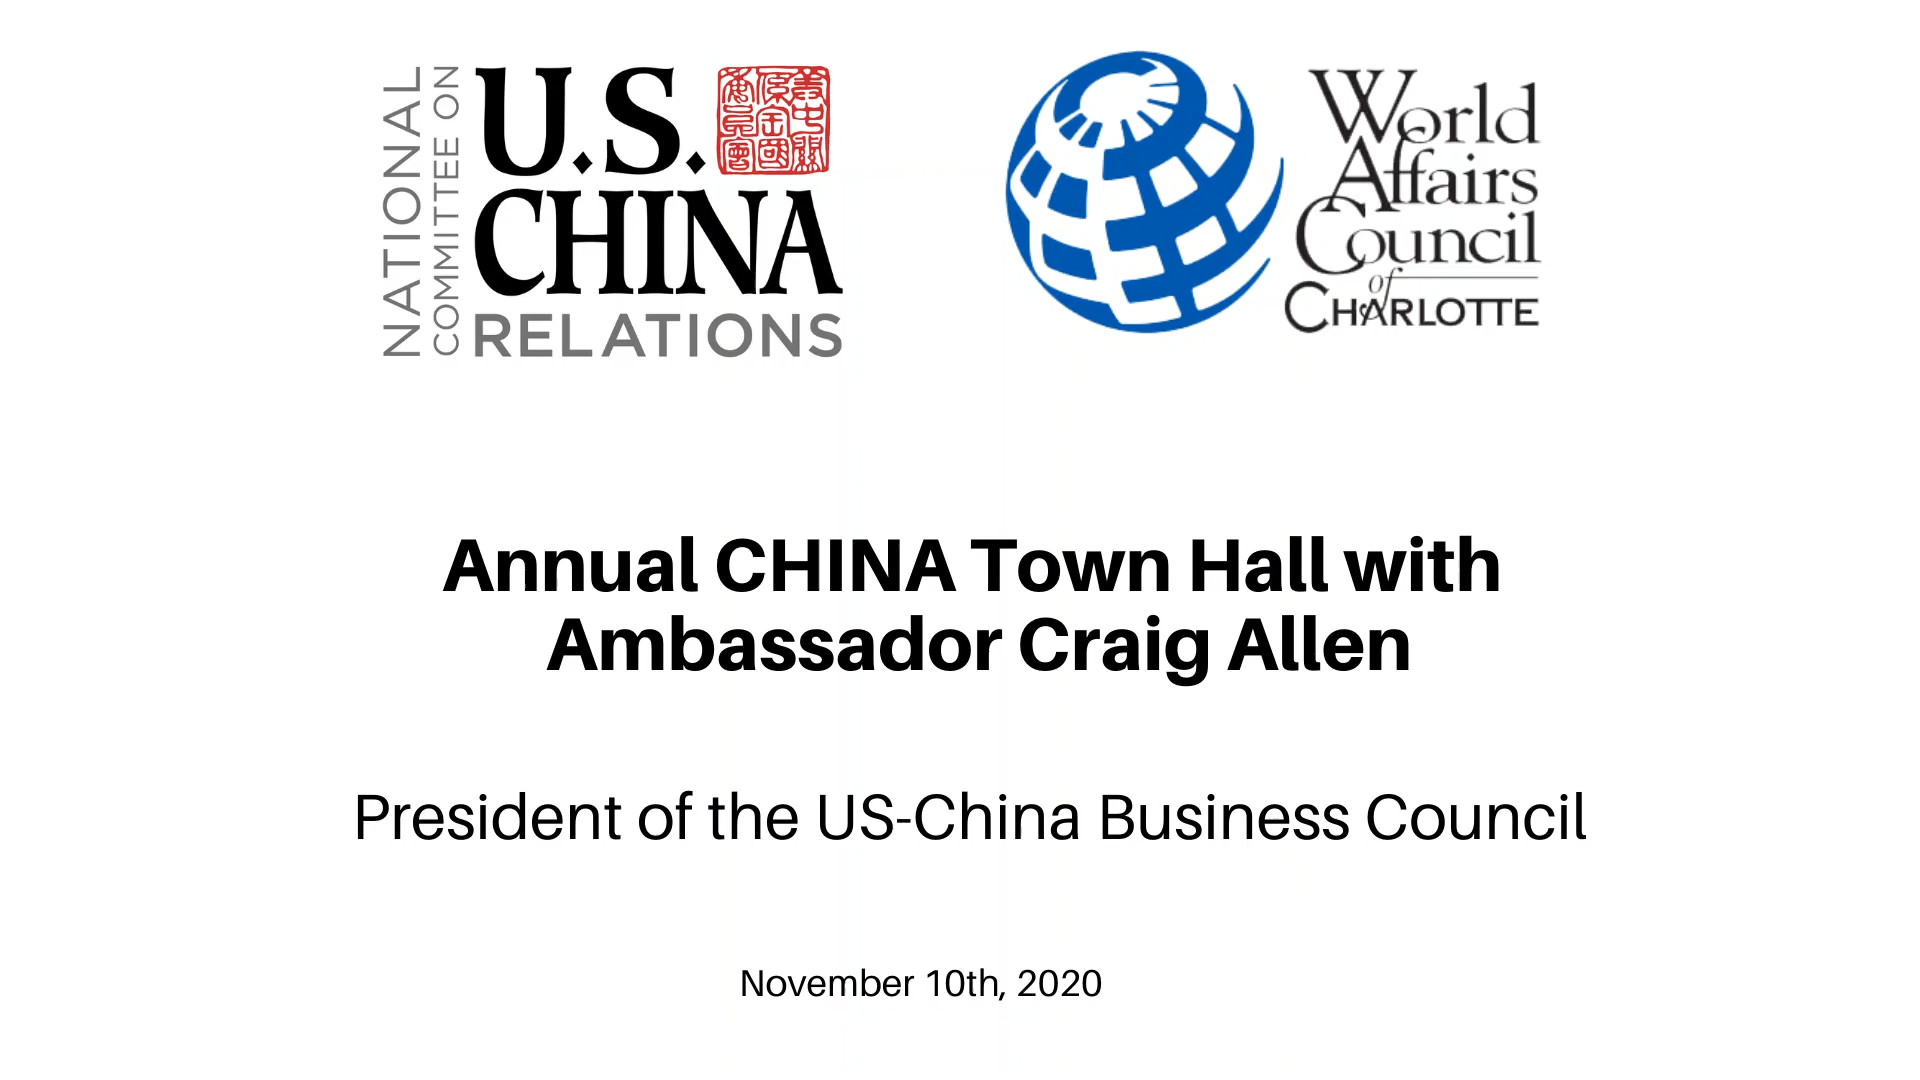 NATIONAL
COMMITTEE ON
U.S.
CHINA
RELATIONS
World
Affairs
Council
of
CHARLOTTE
Annual CHINA Town Hall with
Ambassador Craig Allen
President of the US-China Business Council
November 10th, 2020